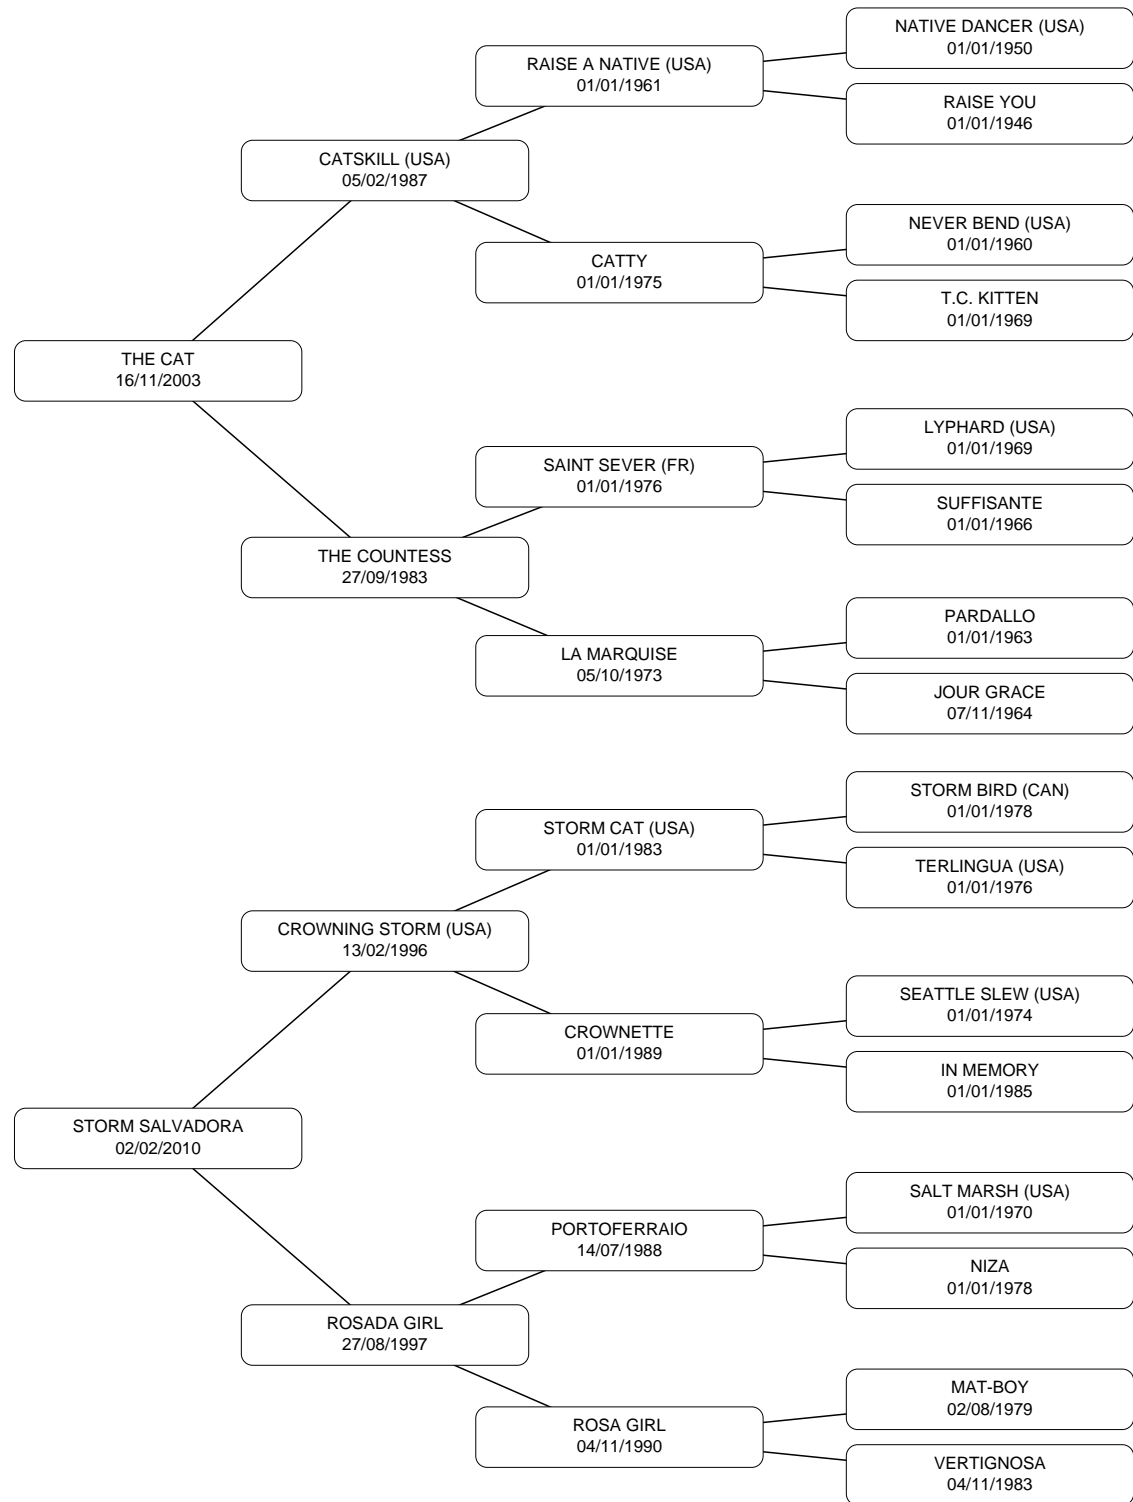 NATIVE DANCER (USA)
01/01/1950
RAISE A NATIVE (USA)
01/01/1961
RAISE YOU
01/01/1946
CATSKILL (USA)
05/02/1987
NEVER BEND (USA)
01/01/1960
CATTY
01/01/1975
T.C. KITTEN
01/01/1969
THE CAT
16/11/2003
LYPHARD (USA)
01/01/1969
SAINT SEVER (FR)
01/01/1976
SUFFISANTE
01/01/1966
THE COUNTESS
27/09/1983
PARDALLO
01/01/1963
LA MARQUISE
05/10/1973
JOUR GRACE
07/11/1964
STORM BIRD (CAN)
01/01/1978
STORM CAT (USA)
01/01/1983
TERLINGUA (USA)
01/01/1976
CROWNING STORM (USA)
13/02/1996
SEATTLE SLEW (USA)
01/01/1974
CROWNETTE
01/01/1989
IN MEMORY
01/01/1985
STORM SALVADORA
02/02/2010
SALT MARSH (USA)
01/01/1970
PORTOFERRAIO
14/07/1988
NIZA
01/01/1978
ROSADA GIRL
27/08/1997
MAT-BOY
02/08/1979
ROSA GIRL
04/11/1990
VERTIGNOSA
04/11/1983